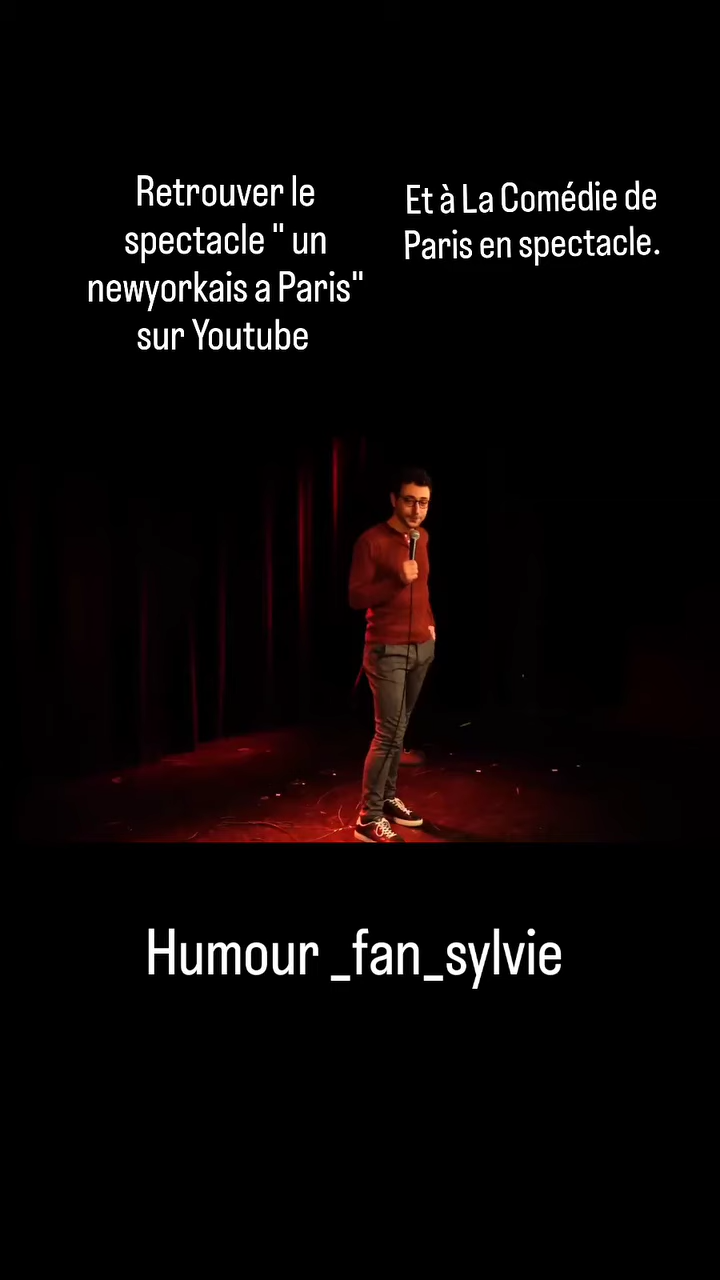 Retrouver le
spectacle " un
newyorkais a Paris"
sur Youtube
Et à La Comédie de
Paris en spectacle.
Humour _fan_sylvie